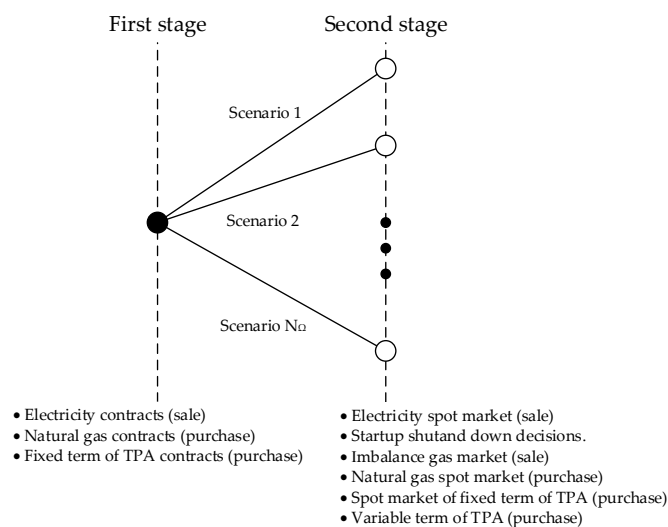 First stage
Second stage
Scenario 1
Scenario 2
Scenario NΩ
• Electricity contracts (sale)
• Natural gas contracts (purchase)
• Fixed term of TPA contracts (purchase)
• Electricity spot market (sale)
• Startup shutand down decisions.
• Imbalance gas market (sale)
• Natural gas spot market (purchase)
• Spot market of fixed term of TPA (purchase)
• Variable term of TPA (purchase)